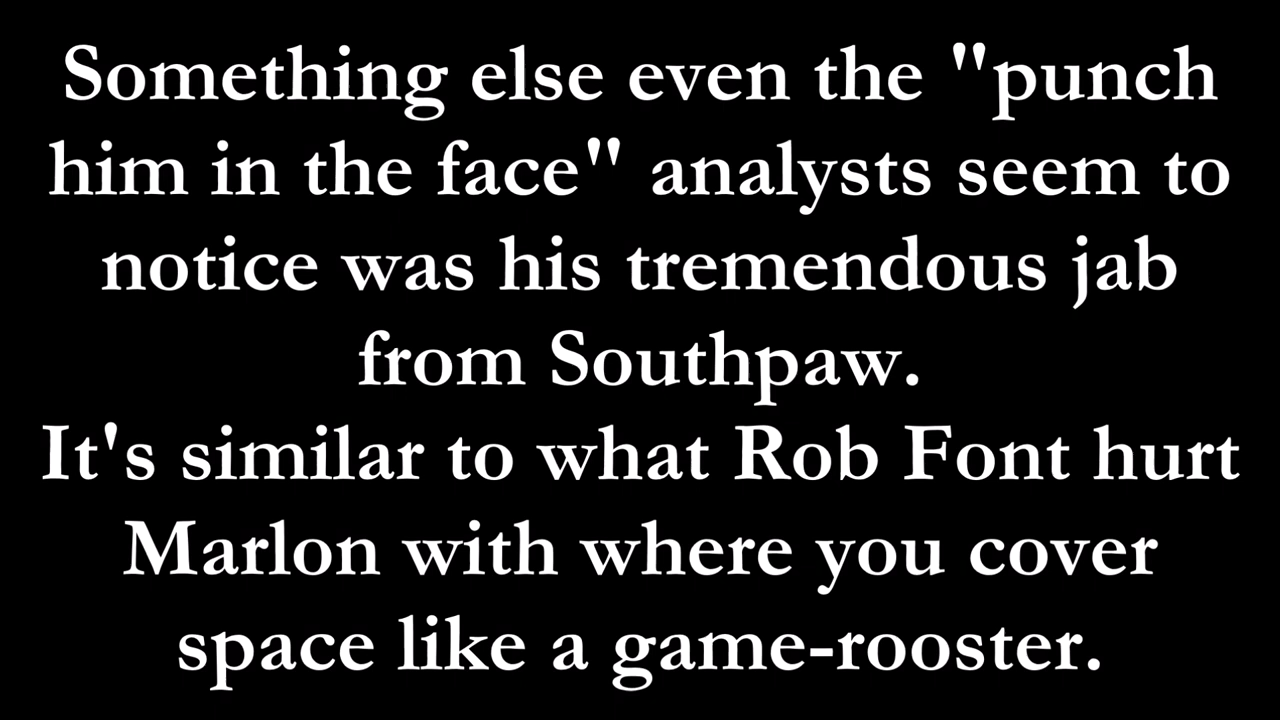 Something else even the "punch
him in the face" analysts seem to
notice was his tremendous jab
from Southpaw.
It's similar to what Rob Font hurt
Marlon with where you cover
space like a game-rooster.